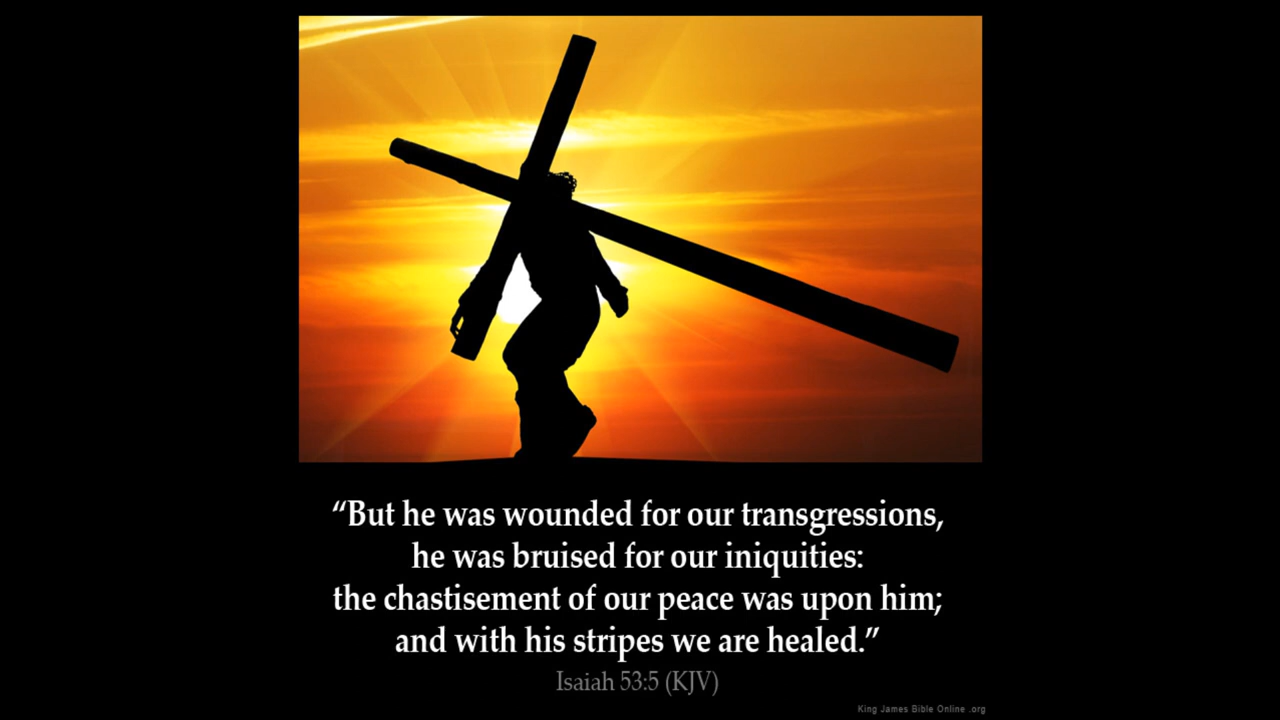 “But he was wounded for our transgressions,
he was bruised for our iniquities:
the chastisement of our peace was upon him;
and with his stripes we are healed.”
Isaiah 53:5 (KJV)
King James Bible Online .org